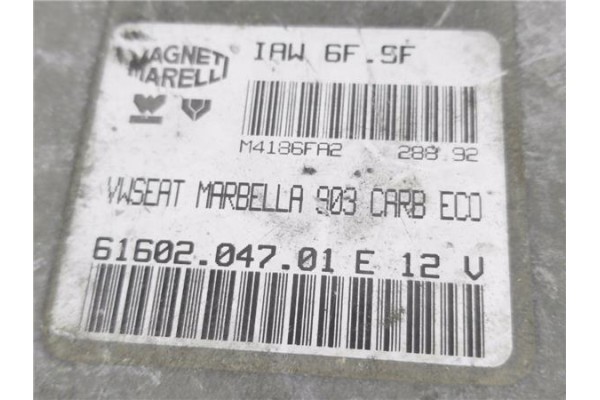 MAGNETI
MARELLI
IAW 6F.SF
M4186FA2 288.92
VWSEAT MARBELLA 903 CARB ECO
61602.047.01 E 12 V